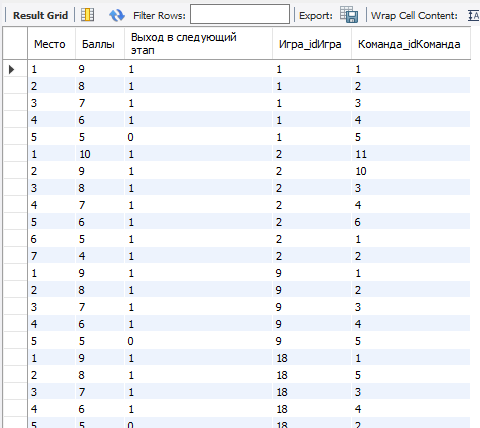 Result Grid Filter Rows: Export: Wrap Cell Content:
Место Баллы Выход в следующий этап Игра_idИгра Команда_idКоманда
1 9 1 1 1
2 8 1 1 2
3 7 1 1 3
4 6 1 1 4
5 5 0 1 5
1 10 1 2 11
2 9 1 2 10
3 8 1 2 3
4 7 1 2 4
5 6 1 2 6
6 5 1 2 1
7 4 1 2 2
1 9 1 9 1
2 8 1 9 2
3 7 1 9 3
4 6 1 9 4
5 5 0 9 5
1 9 1 18 1
2 8 1 18 5
3 7 1 18 3
4 6 1 18 4
5 5 0 18 2